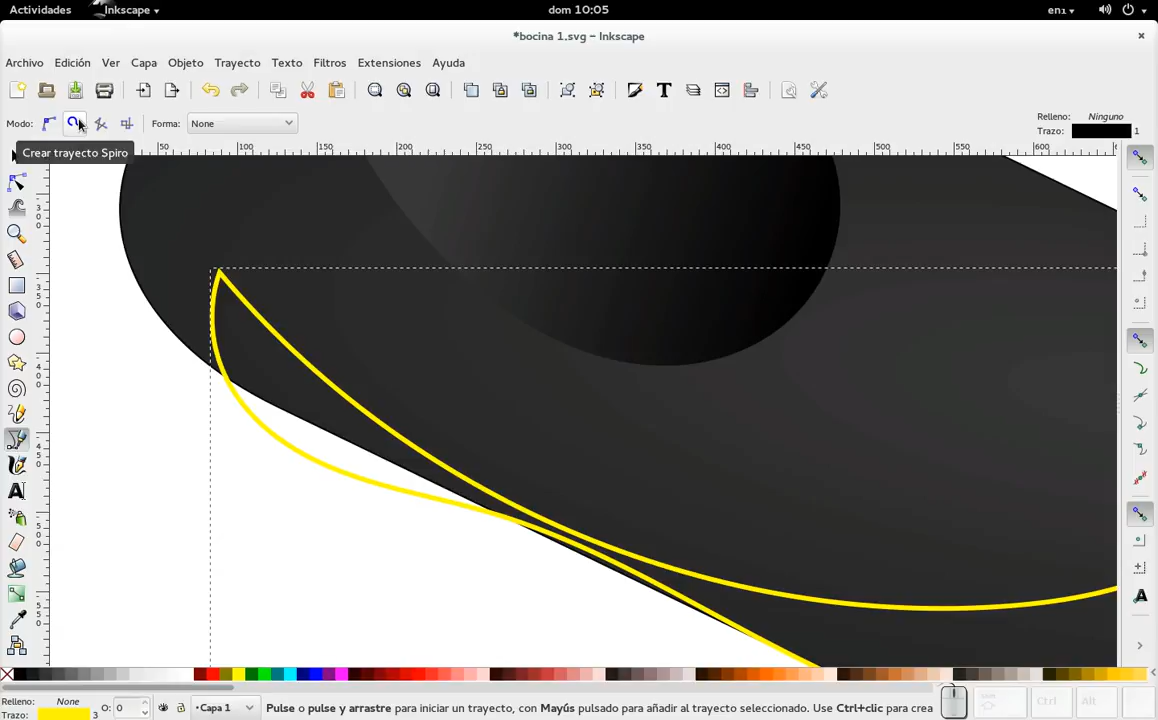 Actividades Inkscape dom 10:05 en1
*bocina 1.svg – Inkscape
Archivo Edición Ver Capa Objeto Trayecto Texto Filtros Extensiones Ayuda
Modo: Forma: None Relleno: Ninguno
Trazo: 1
Crear trayecto Spiro
50 100 150 200 250 300 350 400 450 500 550 600
Relleno: None O: 0 •Capa 1 Pulse o pulse y arrastre para iniciar un trayecto, con Mayús pulsado para añadir al trayecto seleccionado. Use Ctrl+clic para crea Ctrl Alt
Trazo: 3